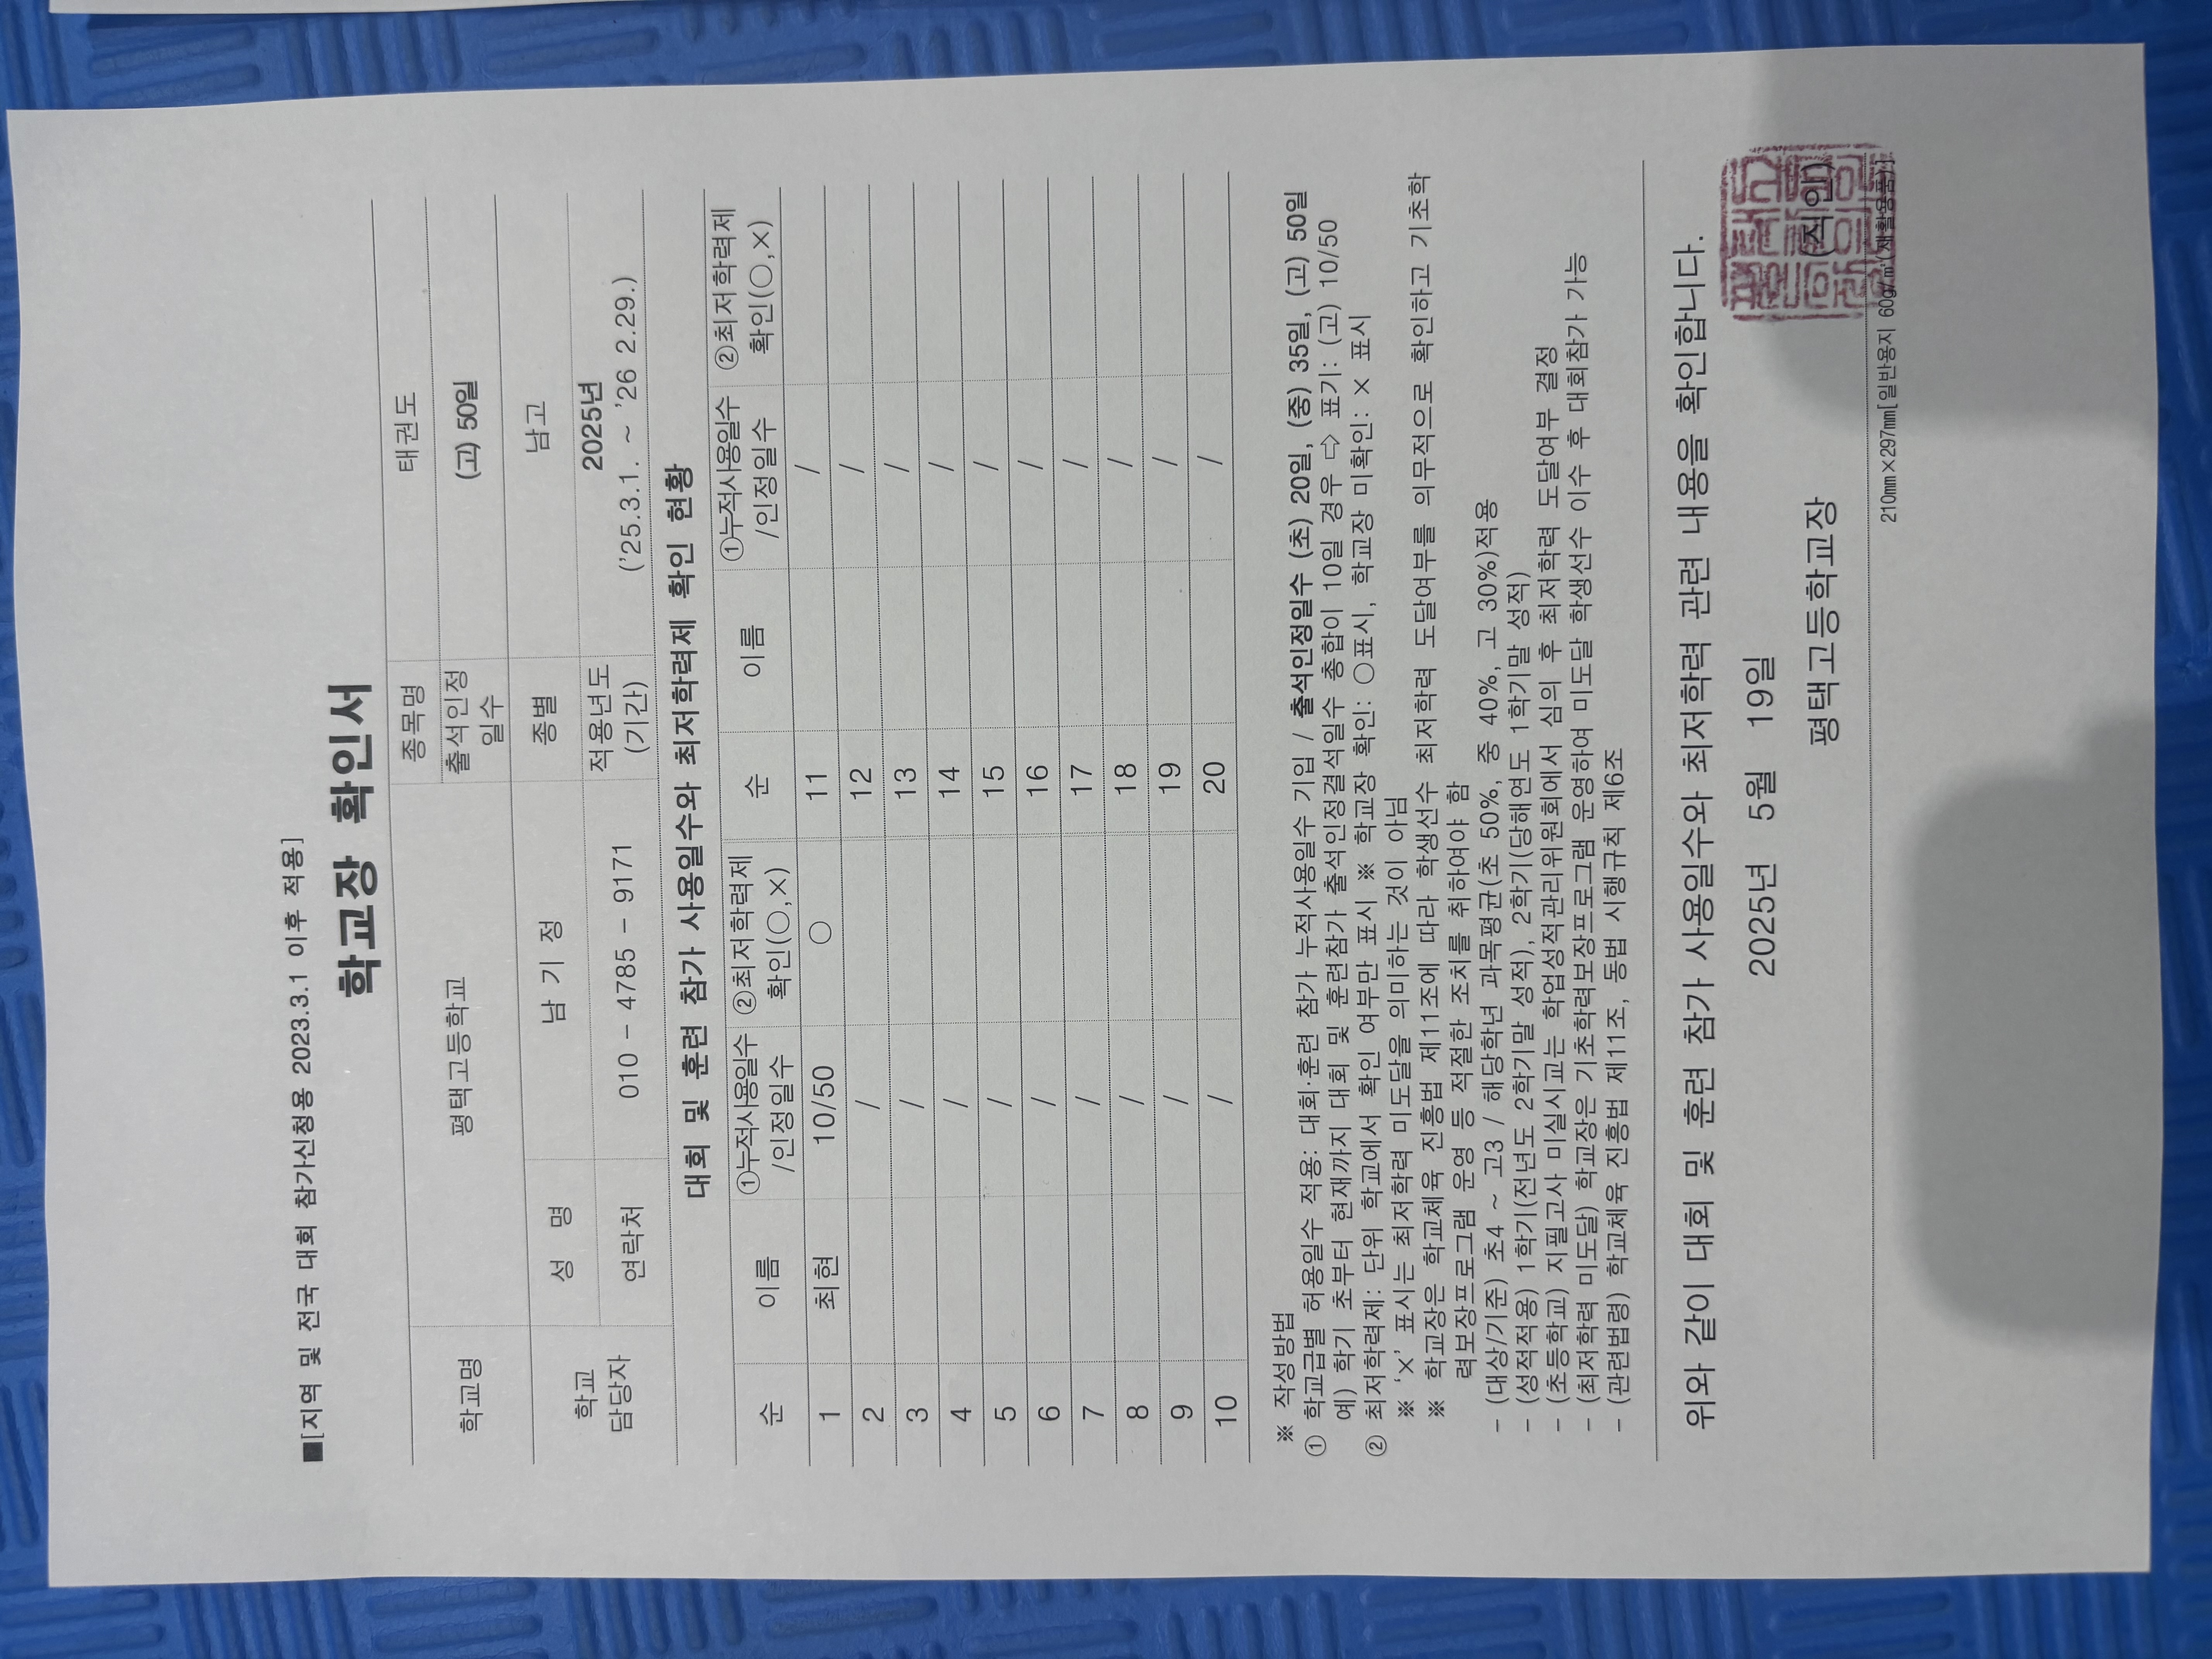 ■[지역 및 전국 대회 참가신청용 2023.3.1 이후 적용]
학교장 확인서
학교명 평택고등학교 종목명 태권도
출석인정 일수 (고) 50일
학교 담당자 성 명 남 기 정 종별 남고
연락처 010 - 4785 - 9171 적용년도 (기간) 2025년 ('25.3.1. ~ '26 2.29.)
대회 및 훈련 참가 사용일수와 최저학력제 확인 현황
순 이름 ①누적사용일수 /인정일수 ②최저학력제 확인(○,×) 순 이름 ①누적사용일수 /인정일수 ②최저학력제 확인(○,×)
1 최현 10/50 ○ 11 /
2 / 12 /
3 / 13 /
4 / 14 /
5 / 15 /
6 / 16 /
7 / 17 /
8 / 18 /
9 / 19 /
10 / 20 /
※ 작성방법
① 학교급별 허용일수 적용: 대회·훈련 참가 누적사용일수 기입 / 출석인정일수 (초) 20일, (중) 35일, (고) 50일
예) 학기 초부터 현재까지 대회 및 훈련참가 출석인정결석일수 총합이 10일 경우 ⇨ 표기: (고) 10/50
② 최저학력제: 단위 학교에서 확인 여부만 표시 ※ 학교장 확인: ○표시, 학교장 미확인: × 표시
※ '×' 표시는 최저학력 미도달을 의미하는 것이 아님
※ 학교장은 학교체육 진흥법 제11조에 따라 학생선수 최저학력 도달여부를 의무적으로 확인하고 기초학
력보장프로그램 운영 등 적절한 조치를 취하여야 함
- (대상/기준) 초4 ~ 고3 / 해당학년 과목평균(초 50%, 중 40%, 고 30%)적용
- (성적적용) 1학기(전년도 2학기말 성적), 2학기(당해연도 1학기말 성적)
- (초등학교) 지필고사 미실시교는 학업성적관리위원회에서 심의 후 최저학력 도달여부 결정
- (최저학력 미도달) 학교장은 기초학력보장프로그램 운영하여 미도달 학생선수 이수 후 대회참가 가능
- (관련법령) 학교체육 진흥법 제11조, 동법 시행규칙 제6조
위와 같이 대회 및 훈련 참가 사용일수와 최저학력 관련 내용을 확인합니다.
2025년 5월 19일
평택고등학교장 (직인)
210㎜×297㎜[일반용지 60g/㎡(재활용품)]